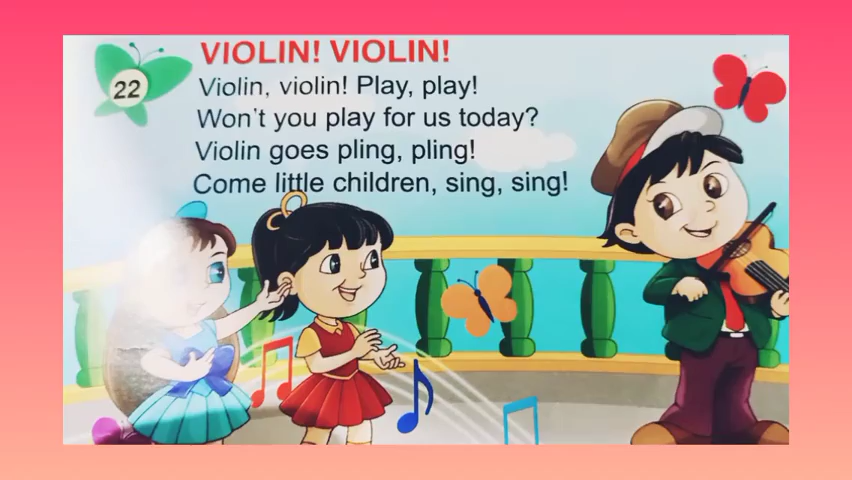 22
VIOLIN! VIOLIN!
Violin, violin! Play, play!
Won't you play for us today?
Violin goes pling, pling!
Come little children, sing, sing!